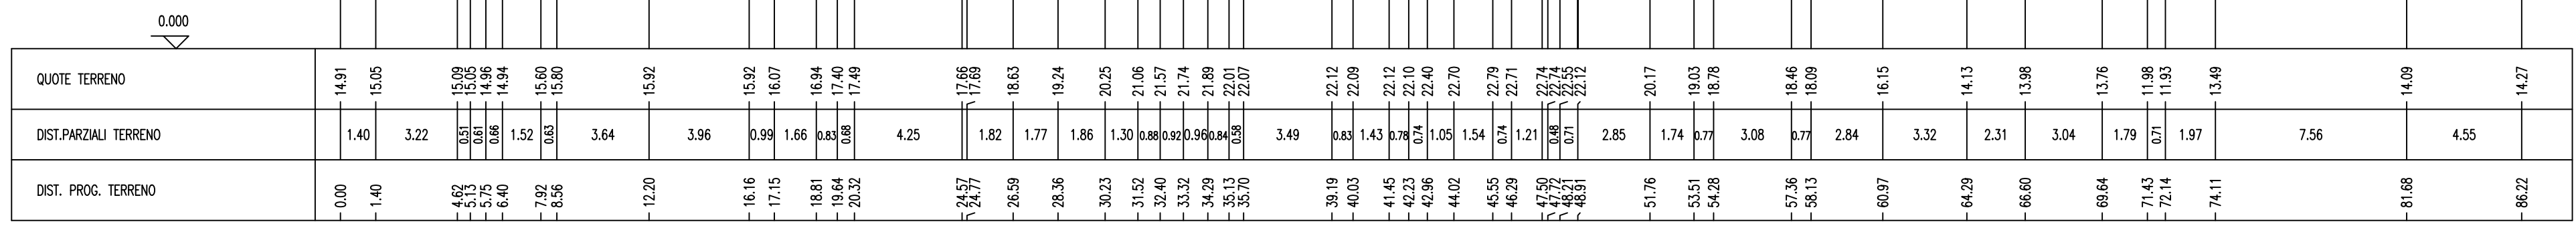 0.000
QUOTE TERRENO 14.91 15.05 15.09 15.05 14.96 14.94 15.60 15.80 15.92 15.92 16.07 16.94 17.40 17.49 17.66 17.69 18.63 19.24 20.25 21.06 21.57 21.74 21.89 22.01 22.07 22.12 22.09 22.12 22.10 22.40 22.70 22.79 22.71 22.74 22.74 22.55 22.12 20.17 19.03 18.78 18.46 18.09 16.15 14.13 13.98 13.76 11.98 11.93 13.49 14.09 14.27
DIST.PARZIALI TERRENO 1.40 3.22 0.51 0.61 0.66 1.52 0.63 3.64 3.96 0.99 1.66 0.83 0.68 4.25 1.82 1.77 1.86 1.30 0.88 0.92 0.96 0.84 0.58 3.49 0.83 1.43 0.78 0.74 1.05 1.54 0.74 1.21 0.48 0.71 2.85 1.74 0.77 3.08 0.77 2.84 3.32 2.31 3.04 1.79 0.71 1.97 7.56 4.55
DIST. PROG. TERRENO 0.00 1.40 4.62 5.13 5.75 6.40 7.92 8.56 12.20 16.16 17.15 18.81 19.64 20.32 24.57 24.77 26.59 28.36 30.23 31.52 32.40 33.32 34.29 35.13 35.70 39.19 40.03 41.45 42.23 42.96 44.02 45.55 46.29 47.50 47.72 48.21 48.91 51.76 53.51 54.28 57.36 58.13 60.97 64.29 66.60 69.64 71.43 72.14 74.11 81.68 86.22